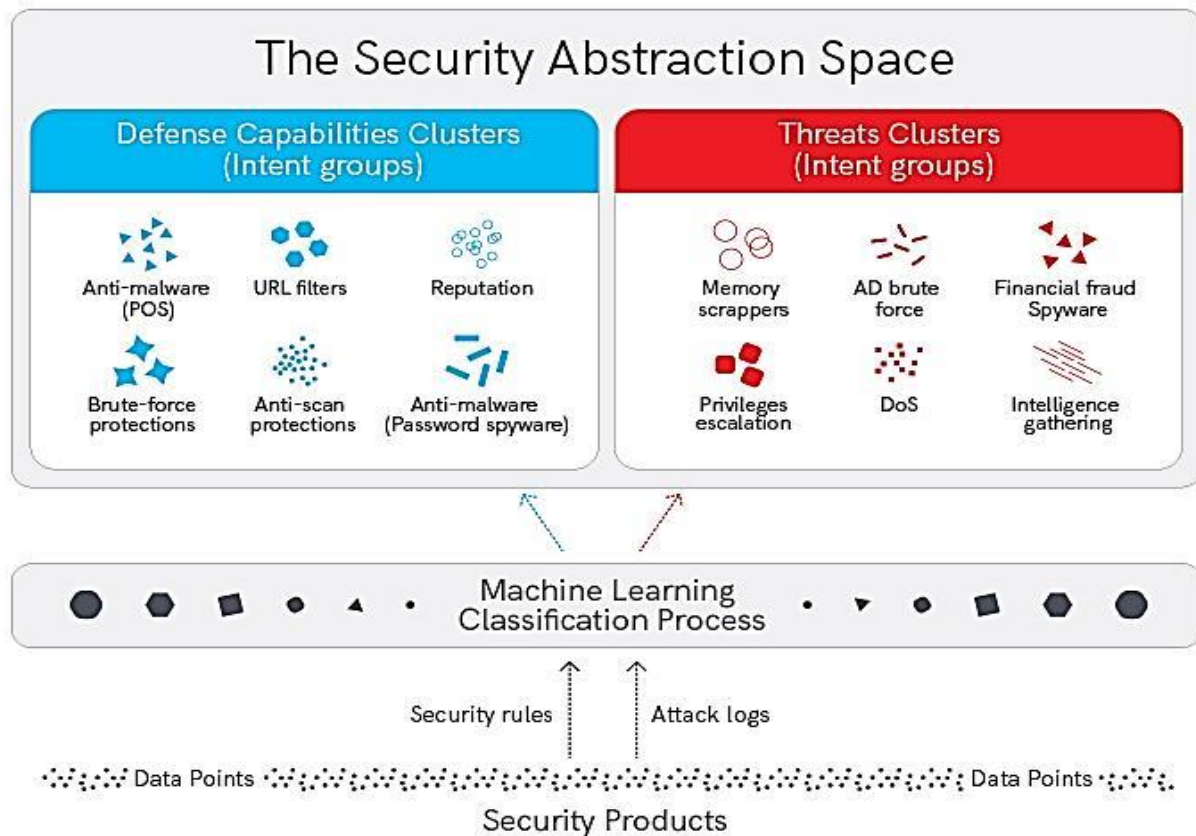 The Security Abstraction Space
Defense Capabilities Clusters
(Intent groups)
Threats Clusters
(Intent groups)
Anti-malware
(POS)
URL filters
Reputation
Memory
scrappers
AD brute
force
Financial fraud
Spyware
Brute-force
protections
Anti-scan
protections
Anti-malware
(Password spyware)
Privileges
escalation
DoS
Intelligence
gathering
Machine Learning
Classification Process
Security rules
Attack logs
Data Points
Data Points
Security Products